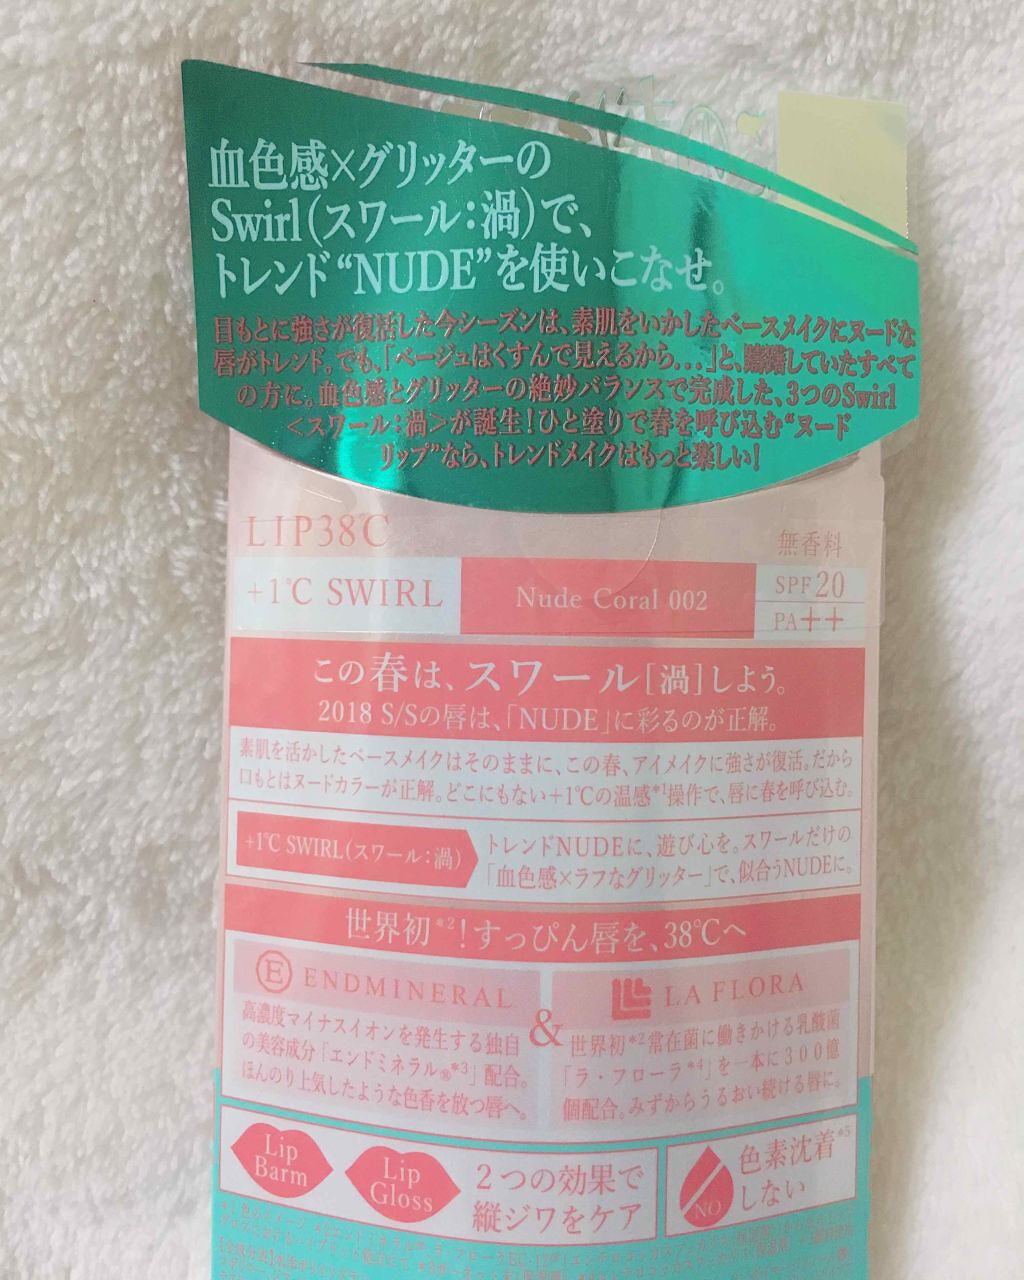 血色感×グリッターの
Swirl(スワール:渦)で、
トレンド“NUDE”を使いこなせ。
目もとに強さが復活した今シーズンは、素肌をいかしたベースメイクにヌードな
唇がトレンド。でも、「ベージュはくすんで見えるから...」と、躊躇していたすべて
の方に。血色感とグリッターの絶妙バランスで完成した、3つのSwirl
<スワール:渦>が誕生!ひと塗りで春を呼び込む“ヌード
リップ”なら、トレンドメイクはもっと楽しい!
LIP38℃
無香料
+1℃ SWIRL
Nude Coral 002
SPF20
PA++
この春は、スワール[渦]しよう。
2018 S/Sの唇は、「NUDE」に彩るのが正解。
素肌を活かしたベースメイクはそのままに、この春、アイメイクに強さが復活。だから
口もとはヌードカラーが正解。どこにもない+1℃の温感*1操作で、唇に春を呼び込む。
+1℃ SWIRL(スワール:渦)
トレンドNUDEに、遊び心を。スワールだけの
「血色感×ラフなグリッター」で、似合うNUDEに。
世界初*2!すっぴん唇を、38℃へ
E ENDMINERAL
高濃度マイナスイオンを発生する独自
の美容成分「エンドミネラル®*3」配合。
ほんのり上気したような色香を放つ唇へ。
&
LA FLORA
世界初*2常在菌に働きかける乳酸菌
「ラ・フローラ*4」を一本に300億
個配合。みずからうるおい続ける唇に。
Lip
Barm
Lip
Gloss
2つの効果で
縦ジワをケア
NO
色素沈着*5
しない